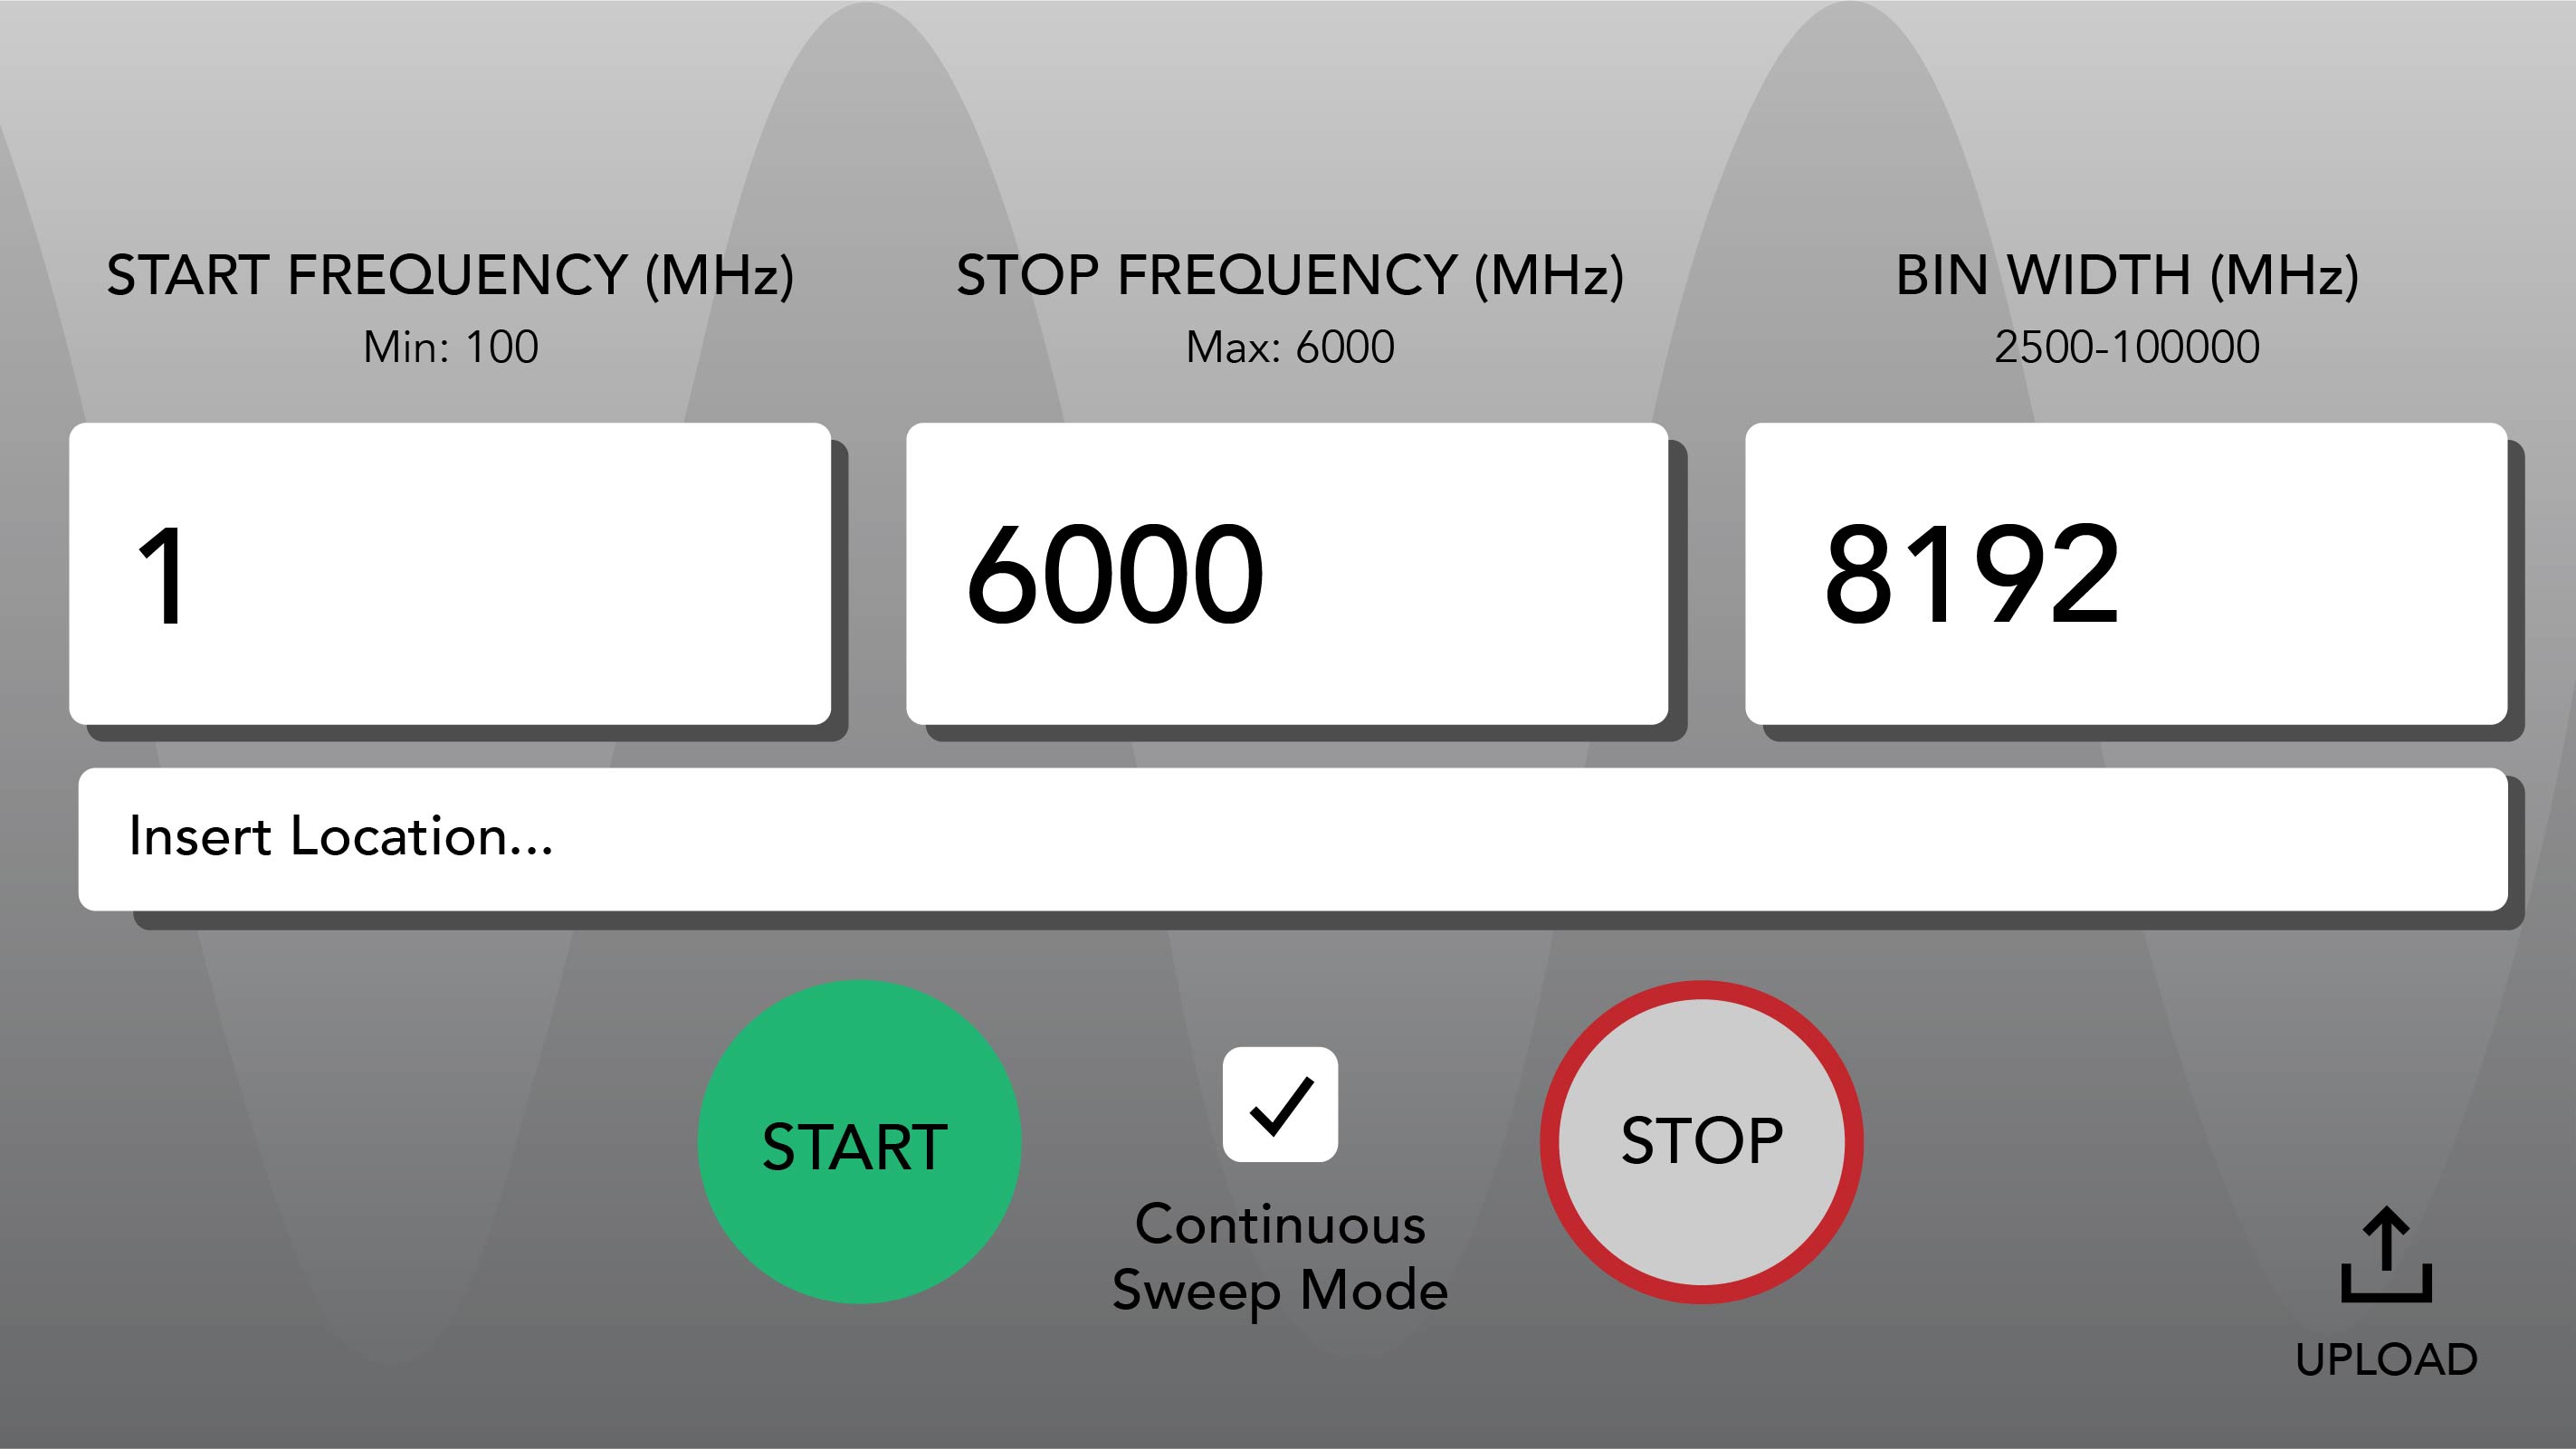 START FREQUENCY (MHz)
Min: 100
STOP FREQUENCY (MHz)
Max: 6000
BIN WIDTH (MHz)
2500-100000
1
6000
8192
Insert Location...
START
Continuous
Sweep Mode
STOP
UPLOAD